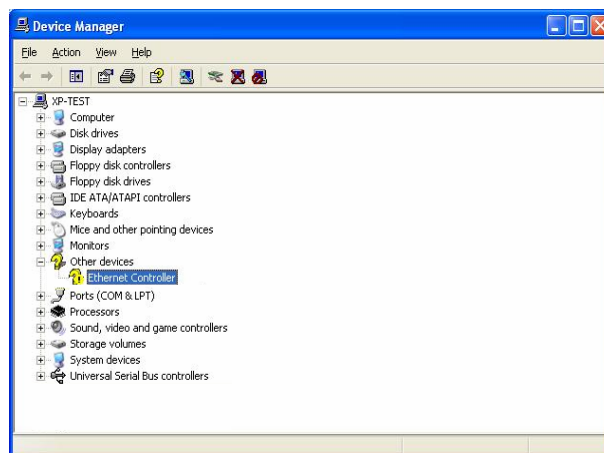 Device Manager
File Action View Help
XP-TEST
Computer
Disk drives
Display adapters
Floppy disk controllers
Floppy disk drives
IDE ATA/ATAPI controllers
Keyboards
Mice and other pointing devices
Monitors
Other devices
Ethernet Controller
Ports (COM & LPT)
Processors
Sound, video and game controllers
Storage volumes
System devices
Universal Serial Bus controllers